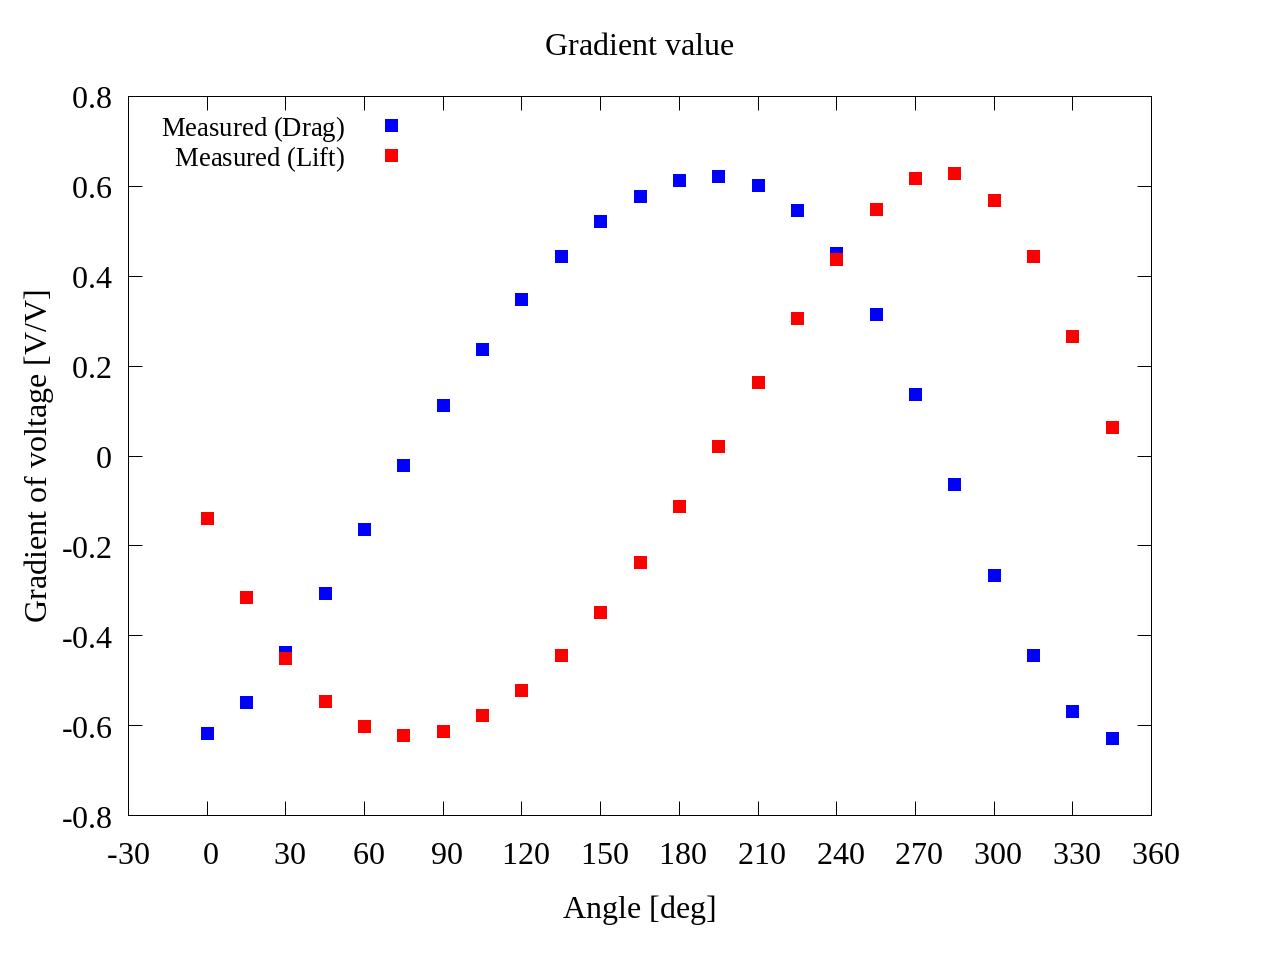 Gradient value
Gradient of voltage [V/V]
0.8
0.6
0.4
0.2
0
-0.2
-0.4
-0.6
-0.8
Measured (Drag)
Measured (Lift)
-30 0 30 60 90 120 150 180 210 240 270 300 330 360
Angle [deg]